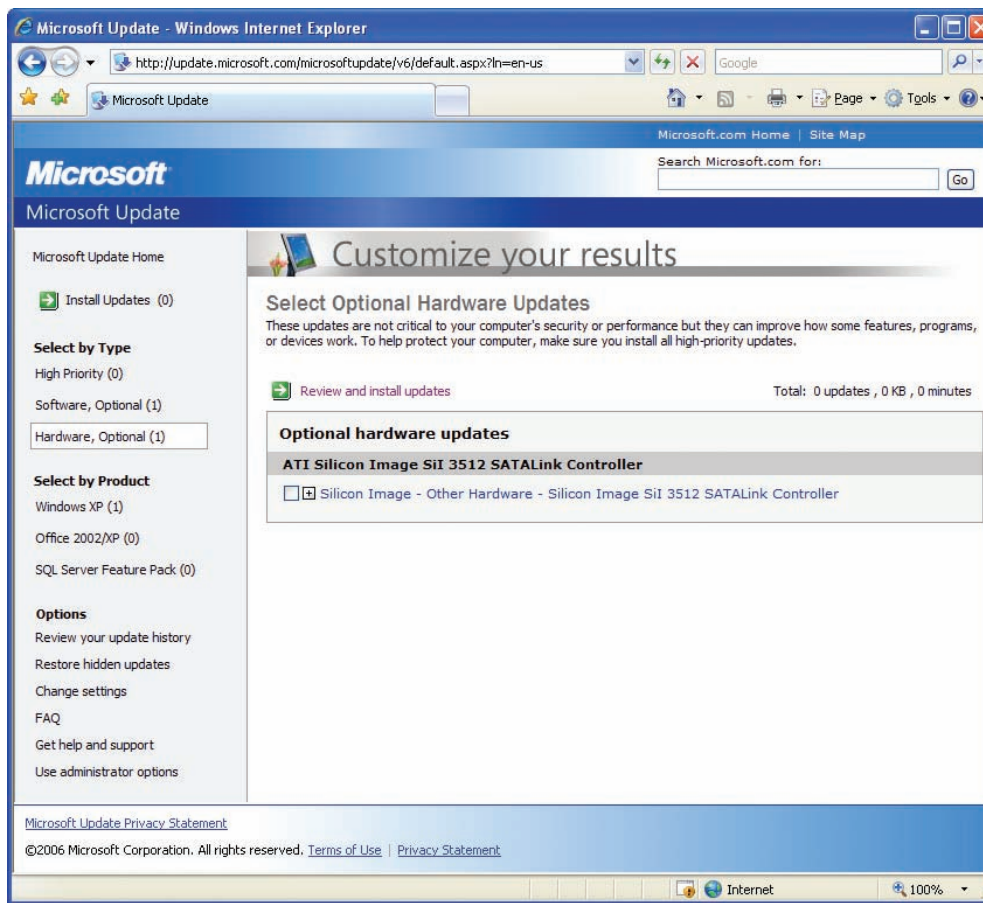 Microsoft Update - Windows Internet Explorer
http://update.microsoft.com/microsoftupdate/v6/default.aspx?ln=en-us
Google
Microsoft Update
Page
Tools
Microsoft.com Home | Site Map
Microsoft
Search Microsoft.com for:
Go
Microsoft Update
Microsoft Update Home
Install Updates (0)
Select by Type
High Priority (0)
Software, Optional (1)
Hardware, Optional (1)
Select by Product
Windows XP (1)
Office 2002/XP (0)
SQL Server Feature Pack (0)
Options
Review your update history
Restore hidden updates
Change settings
FAQ
Get help and support
Use administrator options
Customize your results
Select Optional Hardware Updates
These updates are not critical to your computer's security or performance but they can improve how some features, programs,
or devices work. To help protect your computer, make sure you install all high-priority updates.
Review and install updates
Total: 0 updates , 0 KB , 0 minutes
Optional hardware updates
ATI Silicon Image SiI 3512 SATALink Controller
Silicon Image - Other Hardware - Silicon Image SiI 3512 SATALink Controller
Microsoft Update Privacy Statement
©2006 Microsoft Corporation. All rights reserved. Terms of Use | Privacy Statement
Internet
100%